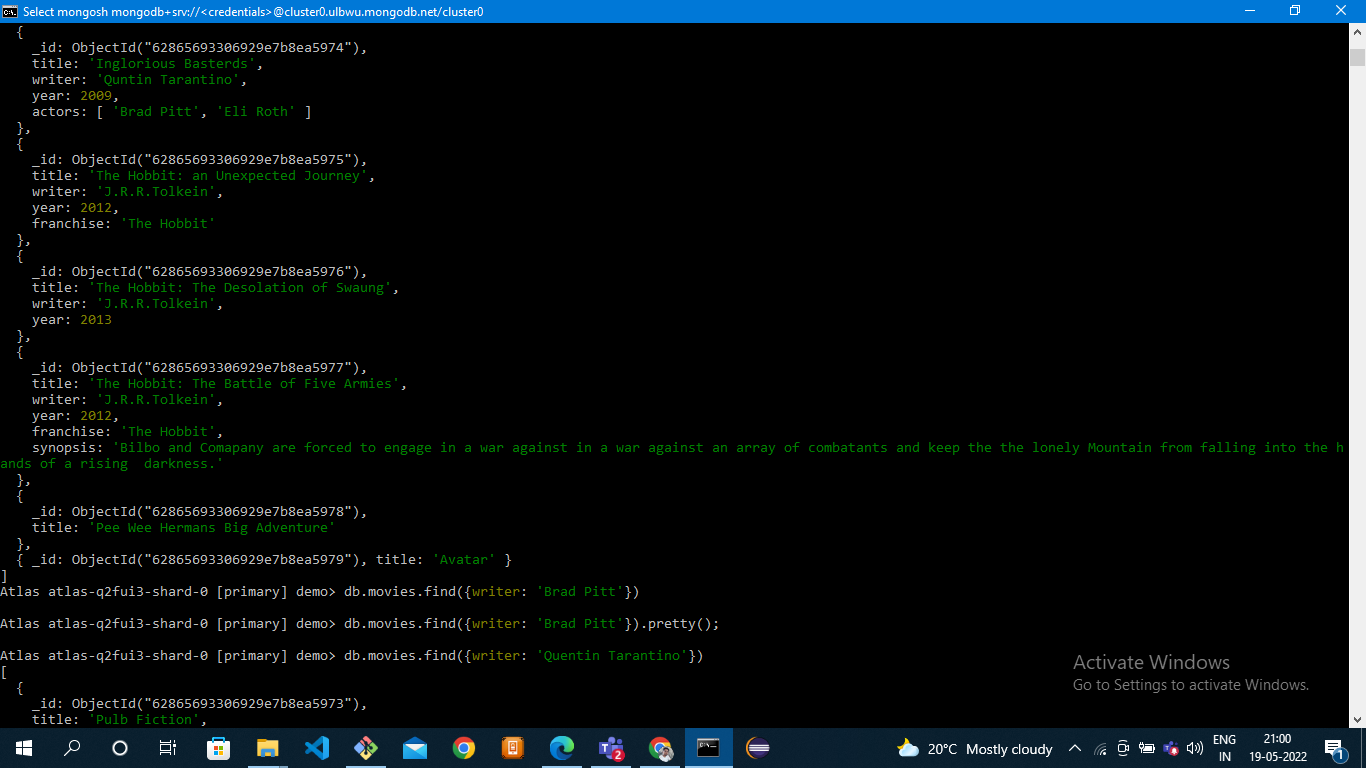 Select mongosh mongodb+srv://<credentials>@cluster0.ulbwu.mongodb.net/cluster0
{
_id: ObjectId("62865693306929e7b8ea5974"),
title: 'Inglorious Basterds',
writer: 'Quntin Tarantino',
year: 2009,
actors: [ 'Brad Pitt', 'Eli Roth' ]
},
{
_id: ObjectId("62865693306929e7b8ea5975"),
title: 'The Hobbit: an Unexpected Journey',
writer: 'J.R.R.Tolkein',
year: 2012,
franchise: 'The Hobbit'
},
{
_id: ObjectId("62865693306929e7b8ea5976"),
title: 'The Hobbit: The Desolation of Swaung',
writer: 'J.R.R.Tolkein',
year: 2013
},
{
_id: ObjectId("62865693306929e7b8ea5977"),
title: 'The Hobbit: The Battle of Five Armies',
writer: 'J.R.R.Tolkein',
year: 2012,
franchise: 'The Hobbit',
synopsis: 'Bilbo and Comapany are forced to engage in a war against in a war against an array of combatants and keep the the lonely Mountain from falling into the h
ands of a rising  darkness.'
},
{
_id: ObjectId("62865693306929e7b8ea5978"),
title: 'Pee Wee Hermans Big Adventure'
},
{ _id: ObjectId("62865693306929e7b8ea5979"), title: 'Avatar' }
]
Atlas atlas-q2fui3-shard-0 [primary] demo> db.movies.find({writer: 'Brad Pitt'})
Atlas atlas-q2fui3-shard-0 [primary] demo> db.movies.find({writer: 'Brad Pitt'}).pretty();
Atlas atlas-q2fui3-shard-0 [primary] demo> db.movies.find({writer: 'Quentin Tarantino'})
[
{
_id: ObjectId("62865693306929e7b8ea5973"),
title: 'Pulb Fiction',
Activate Windows
Go to Settings to activate Windows.
2
20°C Mostly cloudy
ENG
IN
21:00
19-05-2022
1